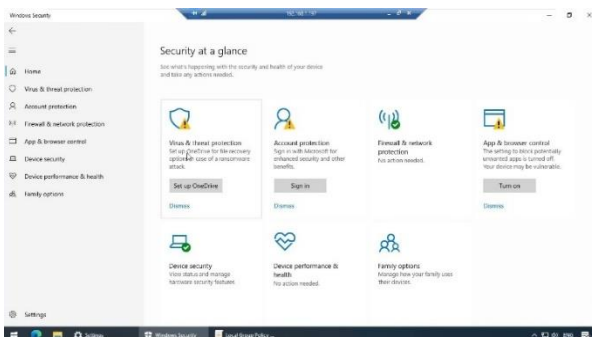 Windows Security
192.168.1.197
Security at a glance
See what's happening with the security and health of your device
and take any actions needed.
Home
Virus & threat protection
Account protection
Firewall & network protection
App & browser control
Device security
Device performance & health
Family options
Settings
Virus & threat protection
Set up OneDrive for file recovery
options in case of a ransomware
attack.
Set up OneDrive
Dismiss
Account protection
Sign in with Microsoft for
enhanced security and other
benefits.
Sign in
Dismiss
Firewall & network
protection
No action needed.
App & browser control
The setting to block potentially
unwanted apps is turned off.
Your device may be vulnerable.
Turn on
Dismiss
Device security
View status and manage
hardware security features
Device performance &
health
No action needed.
Family options
Manage how your family uses
their devices.
Settings
Windows Security
Local Group Policy ...
ENG